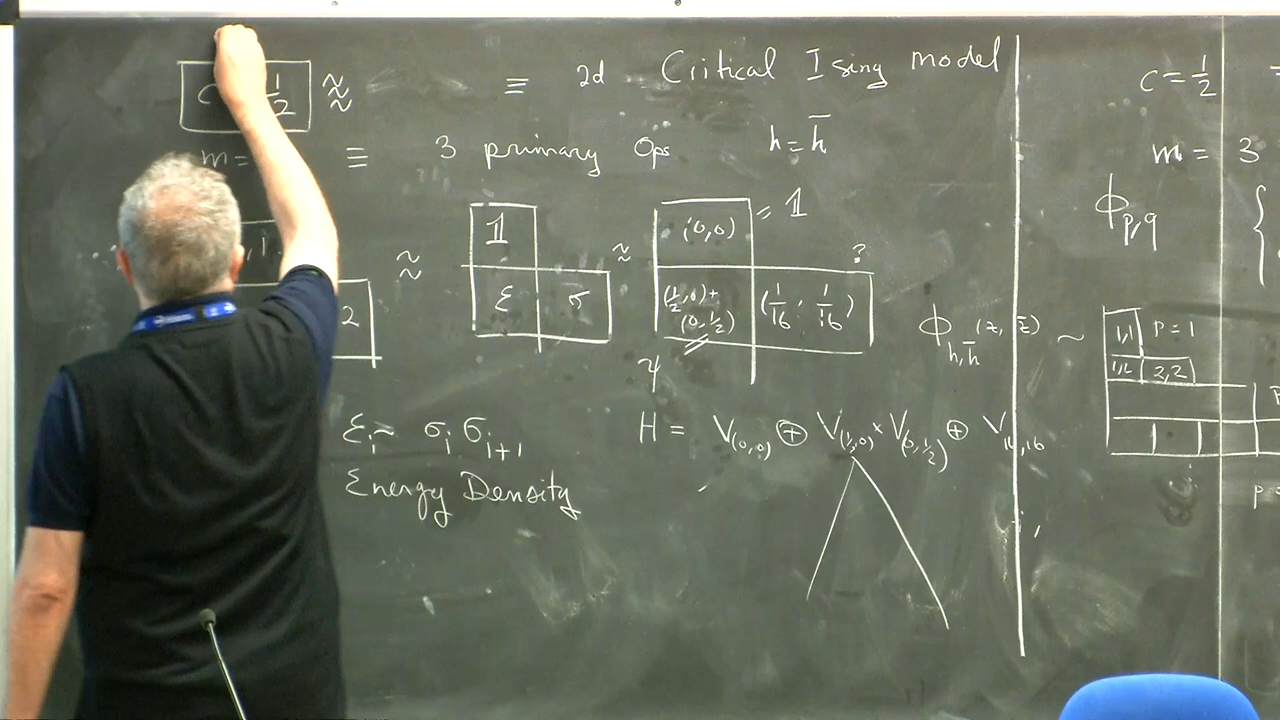 c 1/2 ≈≈ ≡ 2d Critical Ising model
m = ≡ 3 primary Ops h = h̄
≈≈ 𝟙 ≈ (0,0) = 𝟙
ε σ (1/2,0)+ (0,1/2) (1/16, 1/16) ?
2
ψ
ε_i ~ σ_i σ_{i+1} H = V_(0,0) ⊕ V_(1/2,0) × V_(0,1/2) ⊕ V_{16,16}
Energy Density
c = 1/2
m = 3
ϕ_{p,q} {
ϕ_{h,h̄}(z, z̄) ~ 1,1 P = 1
1,2 2,2
p =